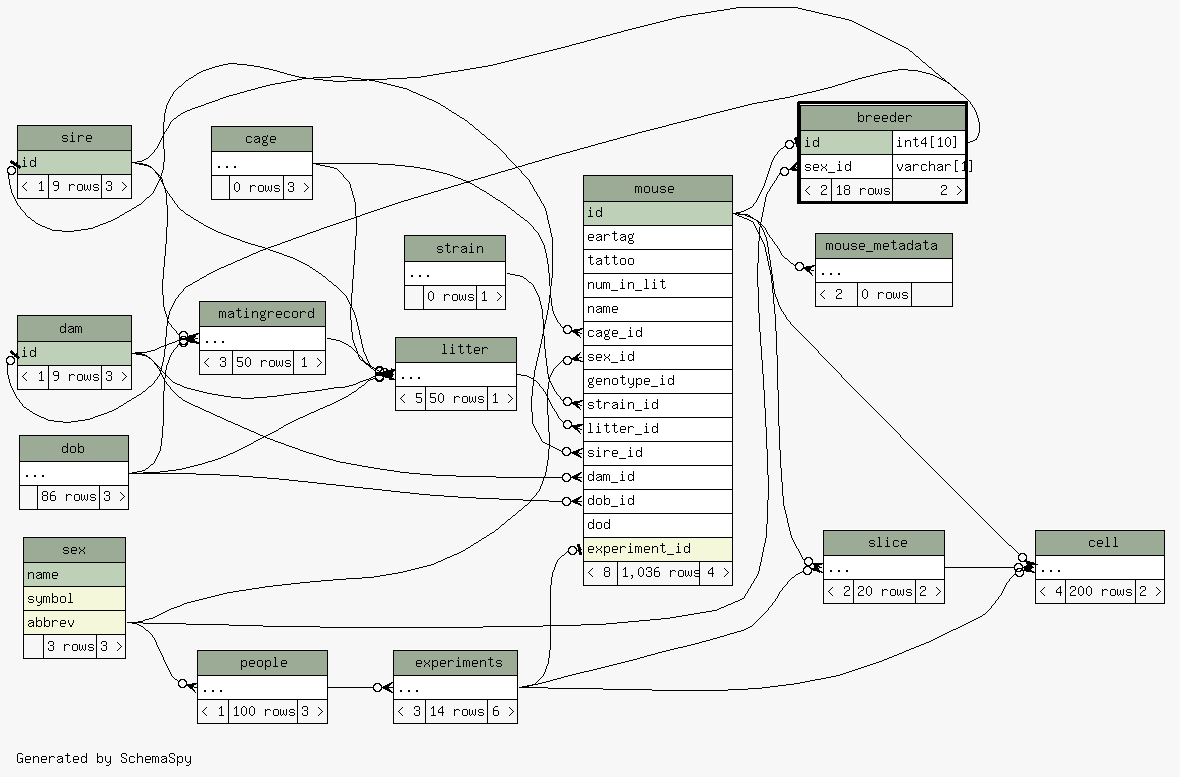 sire
id
< 1 9 rows 3 >
cage
...
0 rows 3 >
breeder
id int4[10]
sex_id varchar[1]
< 2 18 rows 2 >
mouse
id
eartag
tattoo
num_in_lit
name
cage_id
sex_id
genotype_id
strain_id
litter_id
sire_id
dam_id
dob_id
dod
experiment_id
< 8 1,036 rows 4 >
mouse_metadata
...
< 2 0 rows
strain
...
0 rows 1 >
matingrecord
...
< 3 50 rows 1 >
dam
id
< 1 9 rows 3 >
litter
...
< 5 50 rows 1 >
dob
...
86 rows 3 >
sex
name
symbol
abbrev
3 rows 3 >
slice
...
< 2 20 rows 2 >
cell
...
< 4 200 rows 2 >
people
...
< 1 100 rows 3 >
experiments
...
< 3 14 rows 6 >
Generated by SchemaSpy